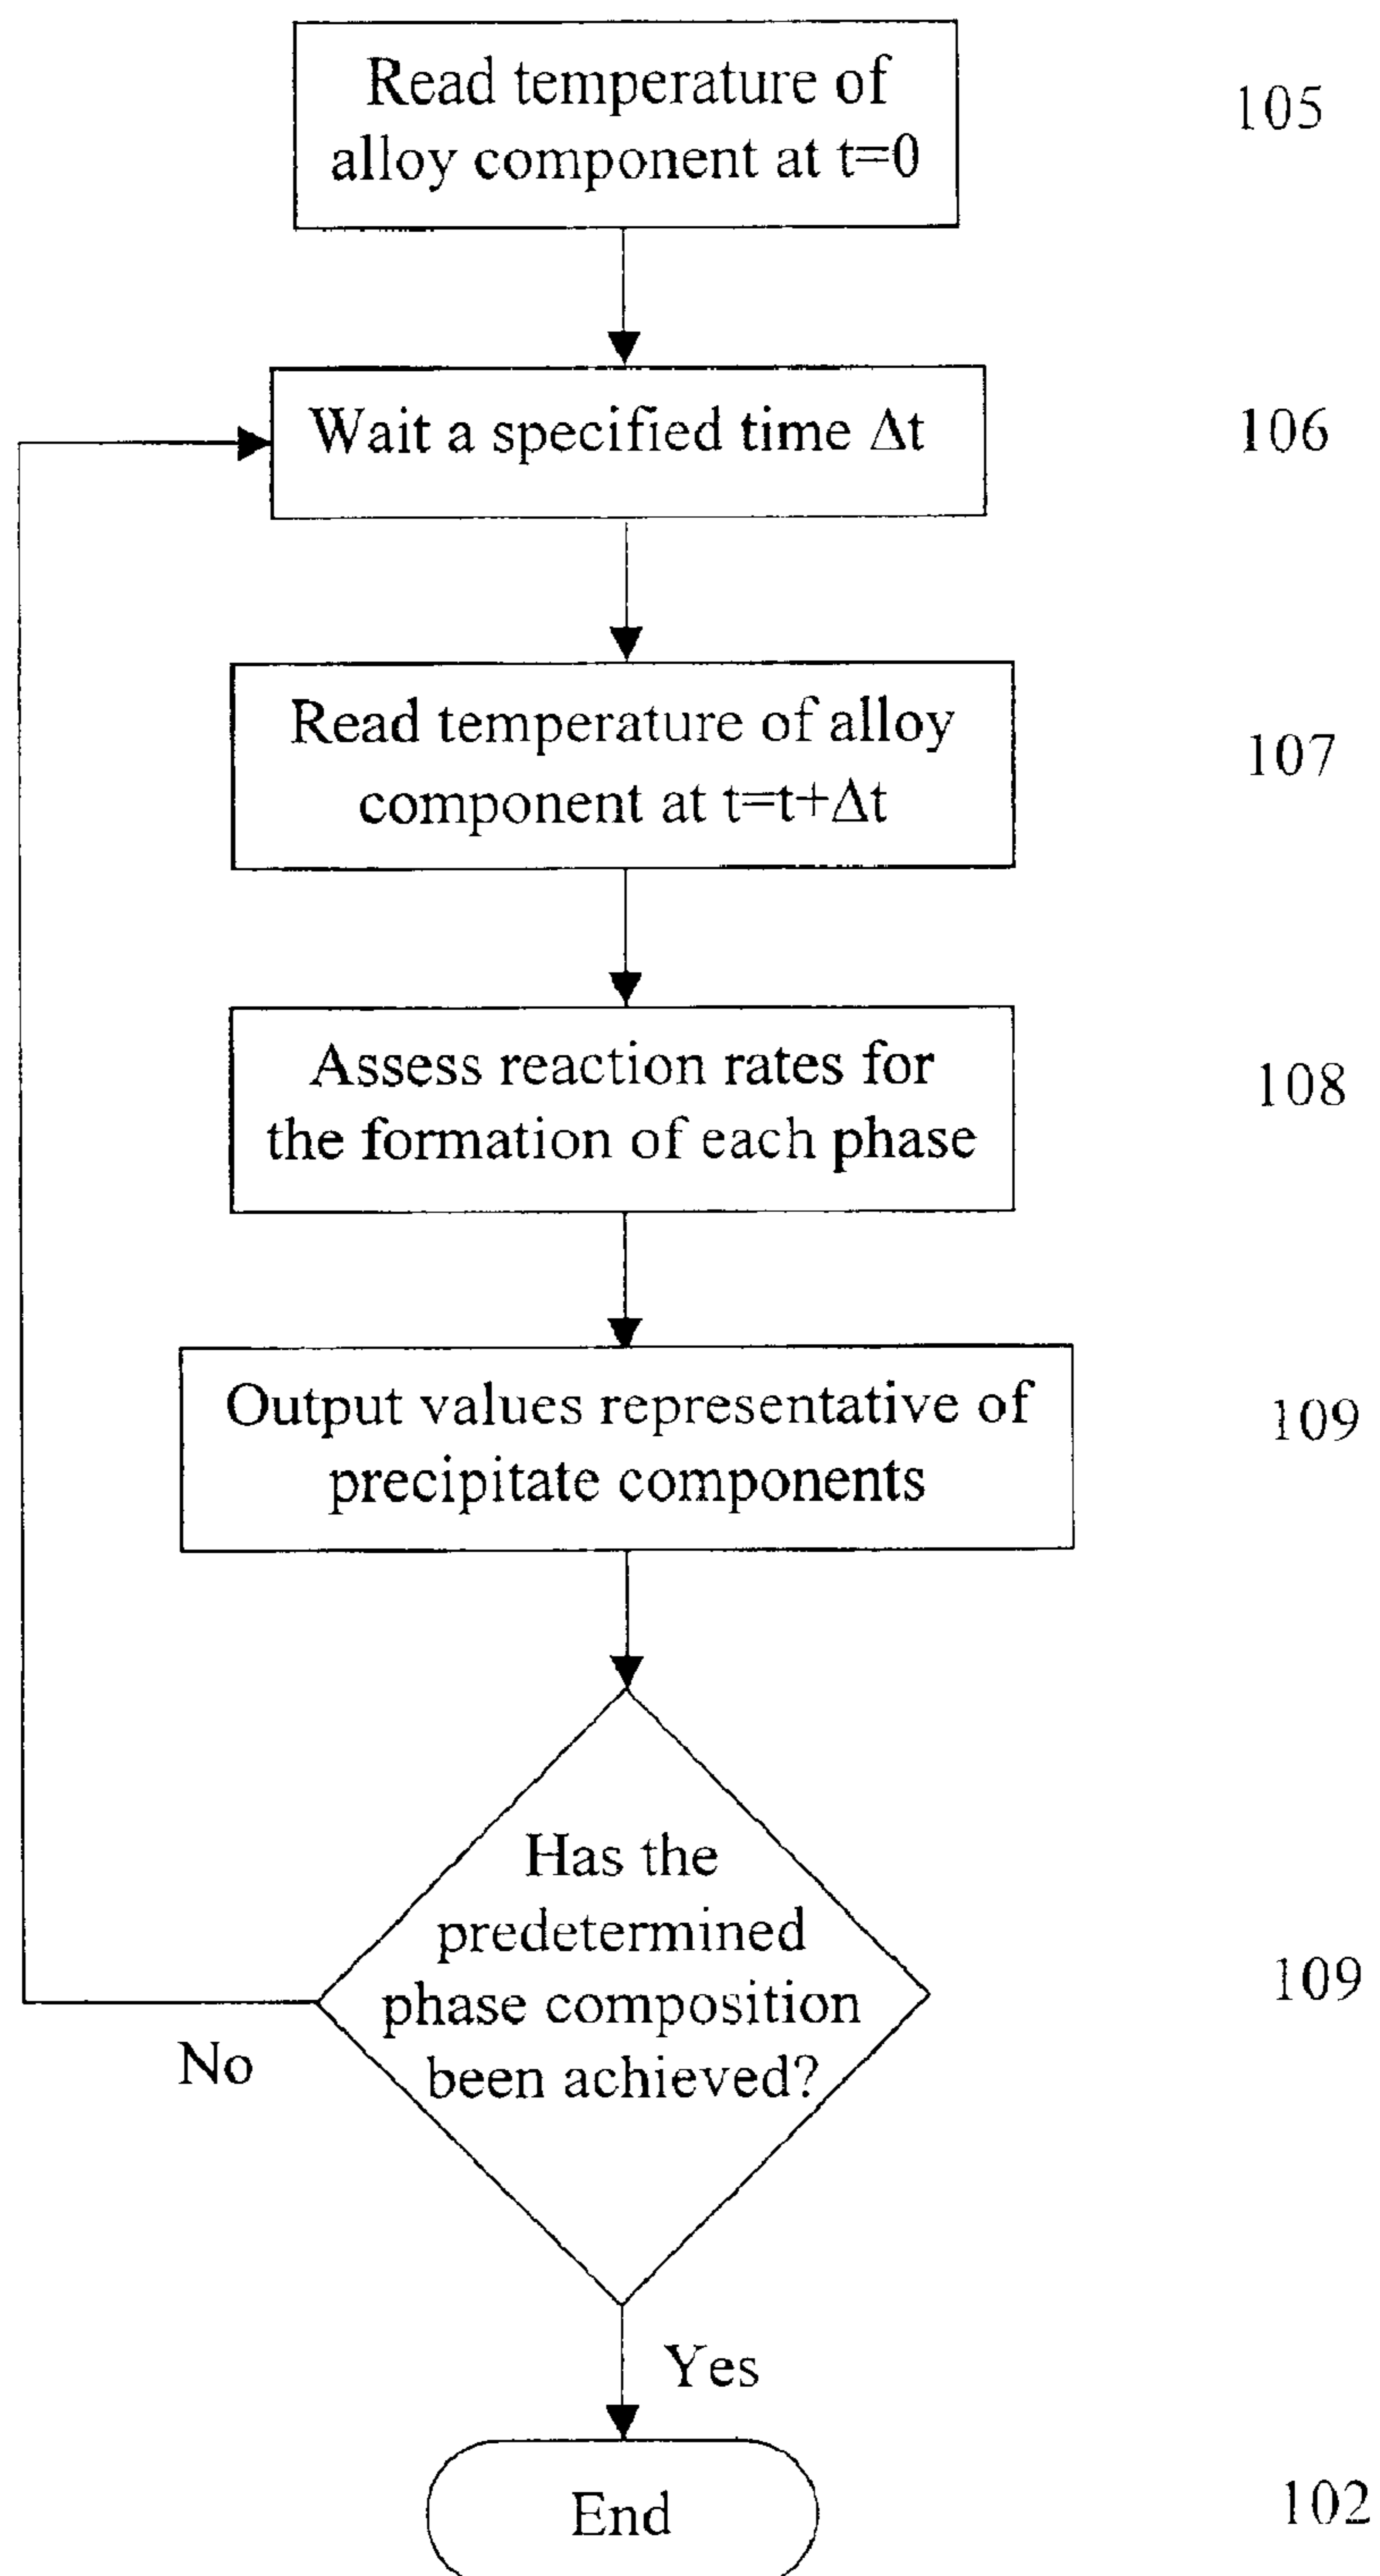 Read temperature of
alloy component at t=0
105
Wait a specified time Δt
106
Read temperature of alloy
component at t=t+Δt
107
Assess reaction rates for
the formation of each phase
108
Output values representative of
precipitate components
109
Has the
predetermined
phase composition
been achieved?
109
No
Yes
End
102